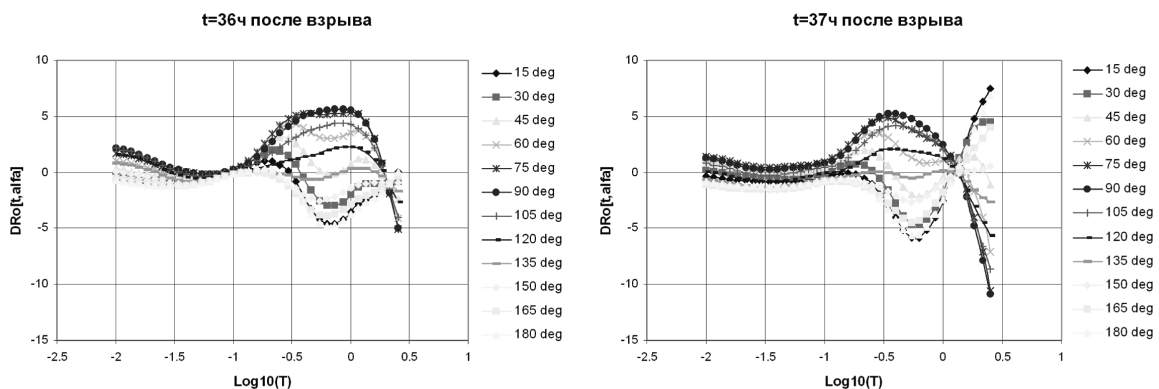 t=36ч после взрыва
10
5
0
-5
-10
-15
-2.5 -2 -1.5 -1 -0.5 0 0.5 1
DRo[t,alfa]
Log10(T)
15 deg
30 deg
45 deg
60 deg
75 deg
90 deg
105 deg
120 deg
135 deg
150 deg
165 deg
180 deg
t=37ч после взрыва
10
5
0
-5
-10
-15
-2.5 -2 -1.5 -1 -0.5 0 0.5 1
DRo[t,alfa]
Log10(T)
15 deg
30 deg
45 deg
60 deg
75 deg
90 deg
105 deg
120 deg
135 deg
150 deg
165 deg
180 deg